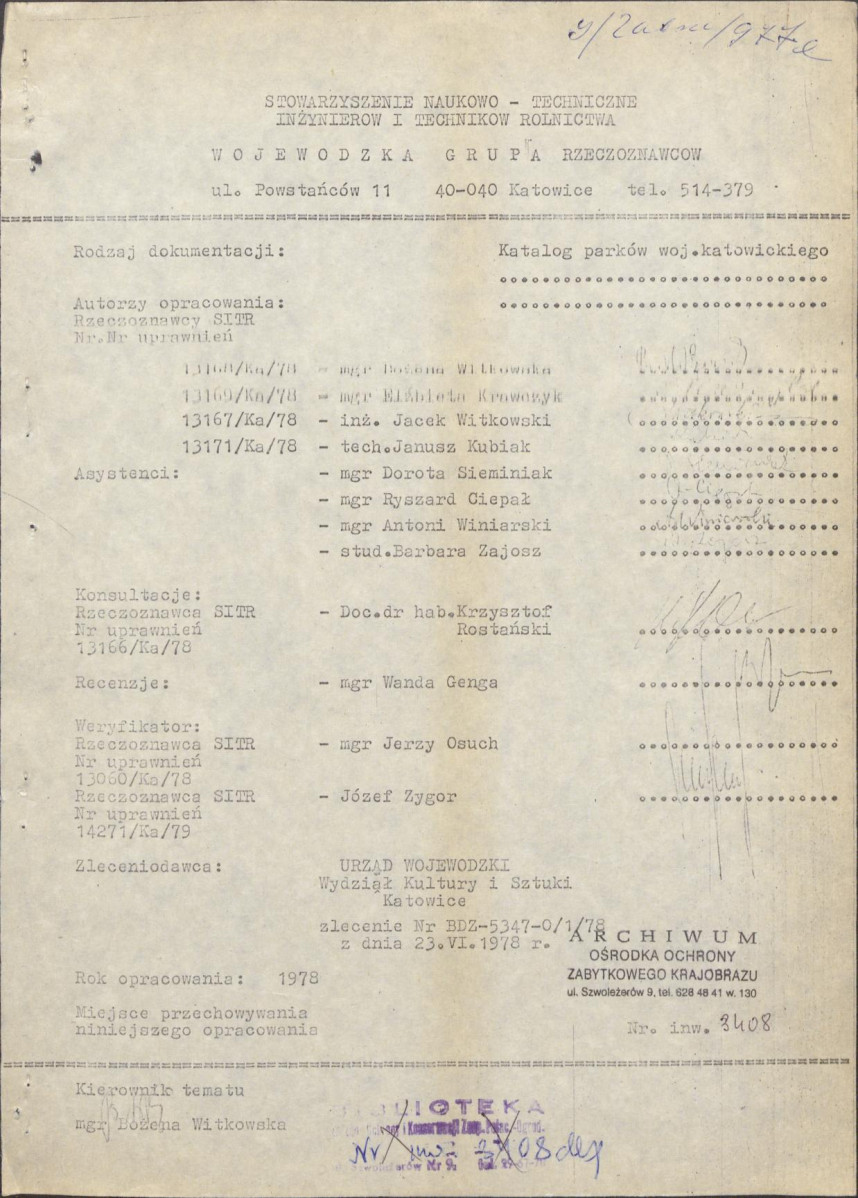 STOWARZYSZENIE NAUKOWO - TECHNICZNE
INŻYNIEROW I TECHNIKOW ROLNICTWA
W O J E W O D Z K A G R U P A RZECZOZNAWCOW
ul. Powstańców 11 40-040 Katowice tel. 514-379
Rodzaj dokumentacji: Katalog parków woj.katowickiego
Autorzy opracowania:
Rzeczoznawcy SITR
Nr.Nr uprawnień
13168/Ka/78 - mgr Bożena Witkowska
13169/Ka/78 - mgr Elżbieta Krawczyk
13167/Ka/78 - inż. Jacek Witkowski
13171/Ka/78 - tech.Janusz Kubiak
Asystenci: - mgr Dorota Sieminiak
- mgr Ryszard Ciepał
- mgr Antoni Winiarski
- stud.Barbara Zajosz
Konsultacje:
Rzeczoznawca SITR - Doc.dr hab.Krzysztof
Nr uprawnień Rostański
13166/Ka/78
Recenzje: - mgr Wanda Genga
Weryfikator:
Rzeczoznawca SITR - mgr Jerzy Osuch
Nr uprawnień
13060/Ka/78
Rzeczoznawca SITR - Józef Zygor
Nr uprawnień
14271/Ka/79
Zleceniodawca: URZĄD WOJEWODZKI
Wydział Kultury i Sztuki
Katowice
zlecenie Nr BDZ-5347-0/1/78
z dnia 23.VI.1978 r.
ARCHIWUM
OŚRODKA OCHRONY
ZABYTKOWEGO KRAJOBRAZU
ul. Szwoleżerów 9, tel. 628 48 41 w. 130
Rok opracowania: 1978
Miejsce przechowywania
niniejszego opracowania Nr. inw. 3408
Kierownik tematu
mgr Bożena Witkowska
BIBLIOTEKA